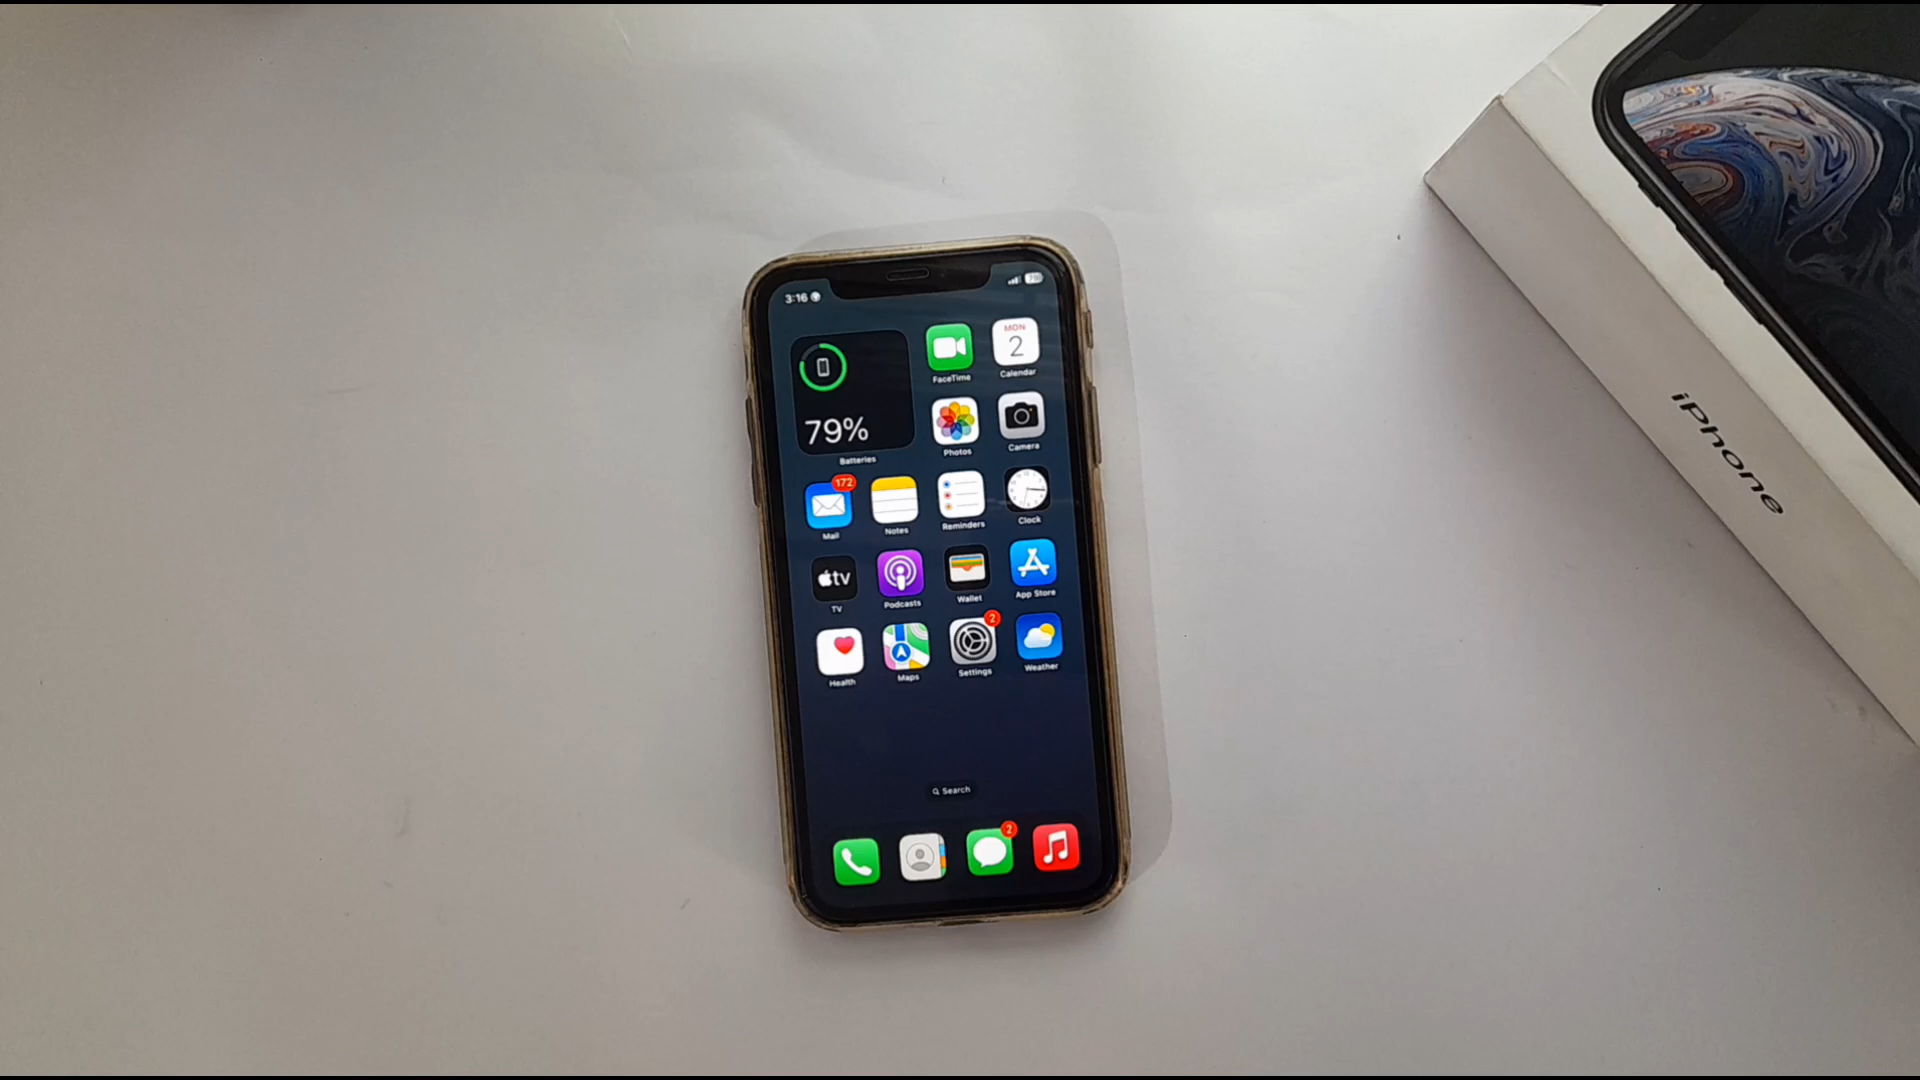 3:16
79
MON
2
FaceTime
Calendar
79%
Batteries
Photos
Camera
172
Mail
Notes
Reminders
Clock
tv
TV
Podcasts
Wallet
App Store
2
Health
Maps
Settings
Weather
Search
2
iPhone